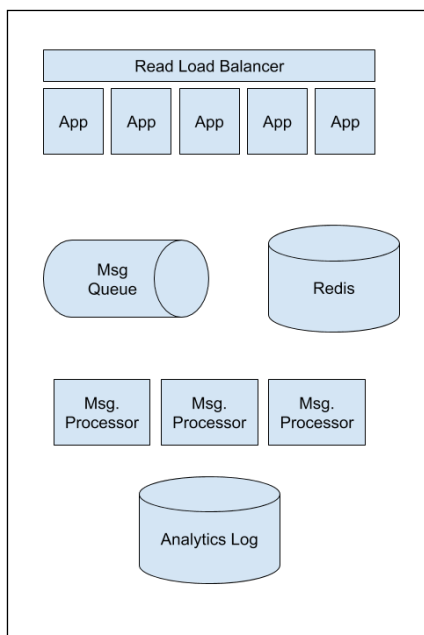 Read Load Balancer
App App App App App
Msg
Queue
Redis
Msg. Msg. Msg.
Processor Processor Processor
Analytics Log